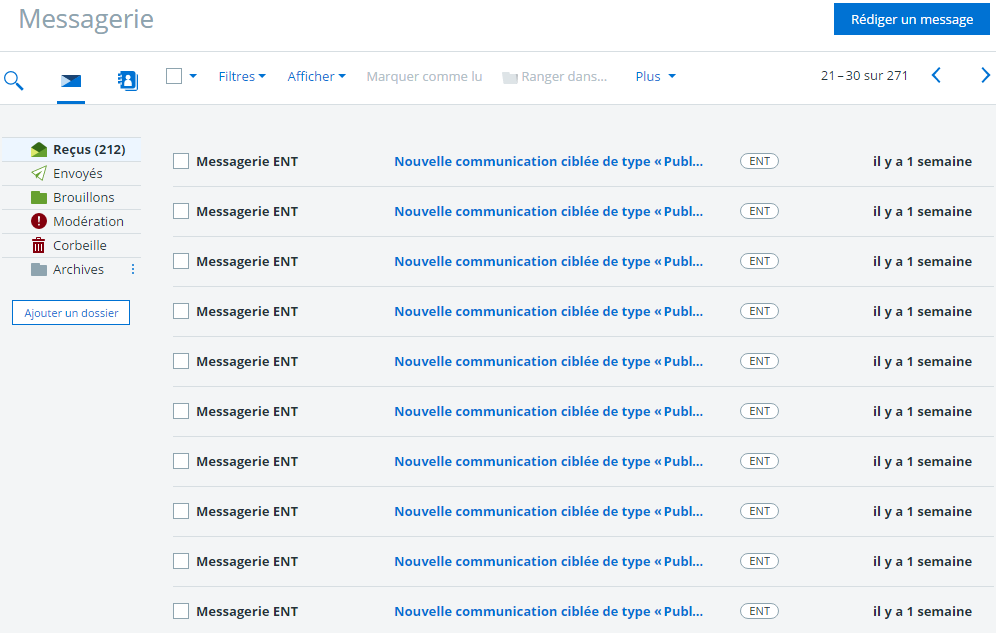 Messagerie
Rédiger un message
Filtres Afficher Marquer comme lu Ranger dans... Plus 21–30 sur 271
Reçus (212)
Envoyés
Brouillons
Modération
Corbeille
Archives
Ajouter un dossier
Messagerie ENT Nouvelle communication ciblée de type « Publ... ENT il y a 1 semaine
Messagerie ENT Nouvelle communication ciblée de type « Publ... ENT il y a 1 semaine
Messagerie ENT Nouvelle communication ciblée de type « Publ... ENT il y a 1 semaine
Messagerie ENT Nouvelle communication ciblée de type « Publ... ENT il y a 1 semaine
Messagerie ENT Nouvelle communication ciblée de type « Publ... ENT il y a 1 semaine
Messagerie ENT Nouvelle communication ciblée de type « Publ... ENT il y a 1 semaine
Messagerie ENT Nouvelle communication ciblée de type « Publ... ENT il y a 1 semaine
Messagerie ENT Nouvelle communication ciblée de type « Publ... ENT il y a 1 semaine
Messagerie ENT Nouvelle communication ciblée de type « Publ... ENT il y a 1 semaine
Messagerie ENT Nouvelle communication ciblée de type « Publ... ENT il y a 1 semaine